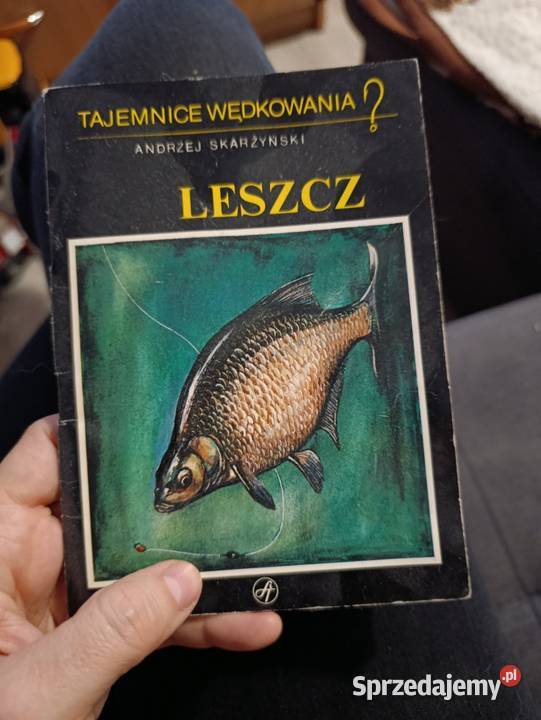 TAJEMNICE WĘDKOWANIA?
ANDRZEJ SKARŻYŃSKI
LESZCZ
Sprzedajemy.pl